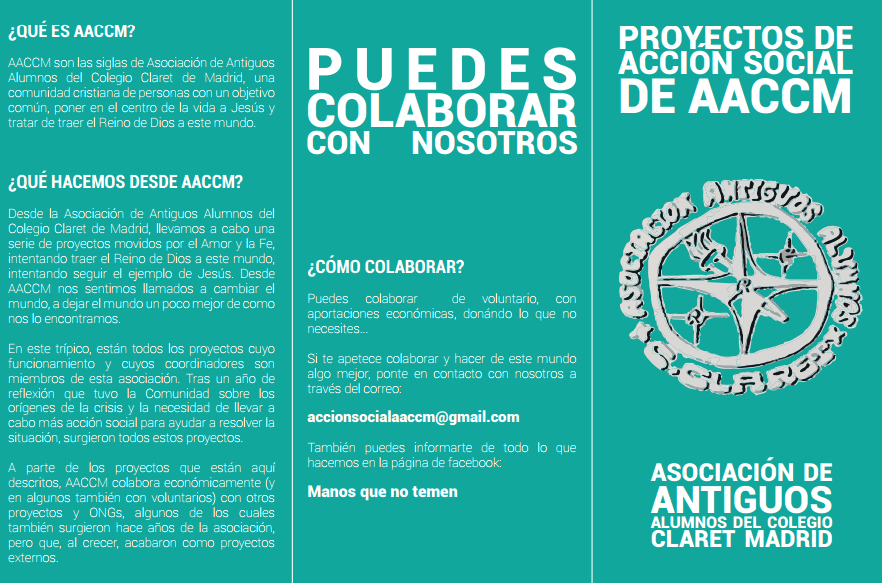 ¿QUÉ ES AACCM?
AACCM son las siglas de Asociación de Antiguos
Alumnos del Colegio Claret de Madrid, una
comunidad cristiana de personas con un objetivo
común, poner en el centro de la vida a Jesús y
tratar de traer el Reino de Dios a este mundo.
¿QUÉ HACEMOS DESDE AACCM?
Desde la Asociación de Antiguos Alumnos del
Colegio Claret de Madrid, llevamos a cabo una
serie de proyectos movidos por el Amor y la Fe,
intentando traer el Reino de Dios a este mundo,
intentando seguir el ejemplo de Jesús. Desde
AACCM nos sentimos llamados a cambiar el
mundo, a dejar el mundo un poco mejor de como
nos lo encontramos.
En este trípico, están todos los proyectos cuyo
funcionamiento y cuyos coordinadores son
miembros de esta asociación. Tras un año de
reflexión que tuvo la Comunidad sobre los
orígenes de la crisis y la necesidad de llevar a
cabo más acción social para ayudar a resolver la
situación, surgieron todos estos proyectos.
A parte de los proyectos que están aquí
descritos, AACCM colabora económicamente (y
en algunos también con voluntarios) con otros
proyectos y ONGs, algunos de los cuales
también surgieron hace años de la asociación,
pero que, al crecer, acabaron como proyectos
externos.
PUEDES
COLABORAR
CON NOSOTROS
¿CÓMO COLABORAR?
Puedes colaborar de voluntario, con
aportaciones económicas, donándo lo que no
necesites...
Si te apetece colaborar y hacer de este mundo
algo mejor, ponte en contacto con nosotros a
través del correo:
accionsocialaaccm@gmail.com
También puedes informarte de todo lo que
hacemos en la página de facebook:
Manos que no temen
PROYECTOS DE
ACCIÓN SOCIAL
DE AACCM
ASOCIACION ANTIGUOS ALUMNOS
C. CLARET
ASOCIACIÓN DE
ANTIGUOS
ALUMNOS DEL COLEGIO
CLARET MADRID